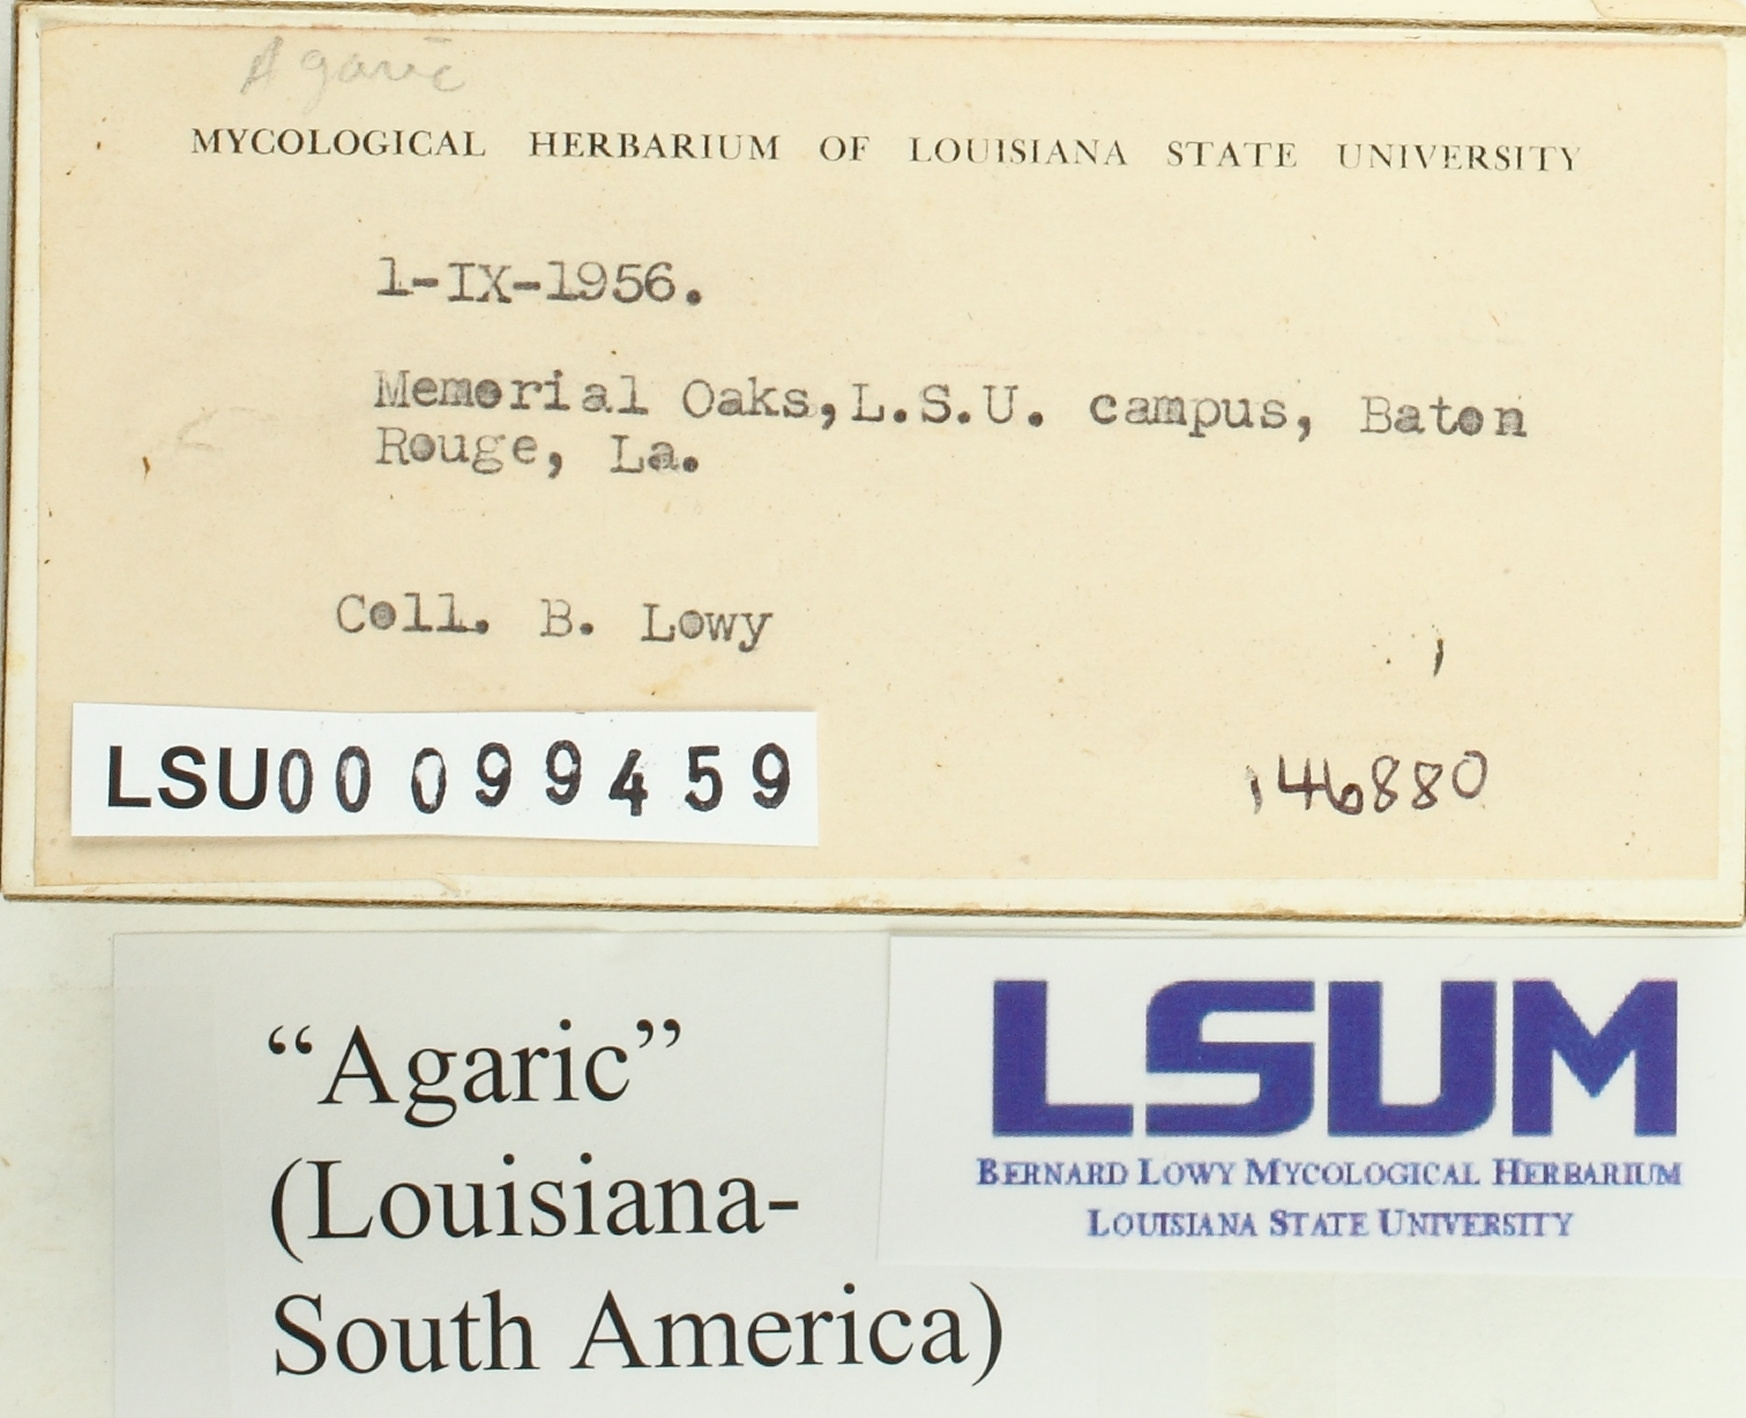 Agaric
MYCOLOGICAL HERBARIUM OF LOUISIANA STATE UNIVERSITY
1-IX-1956.
Memorial Oaks,L.S.U. campus, Baton
Rouge, La.
Coll. B. Lowy
LSU00099459
146880
“Agaric”
(Louisiana-
South America)
LSUM
BERNARD LOWY MYCOLOGICAL HERBARIUM
LOUISIANA STATE UNIVERSITY